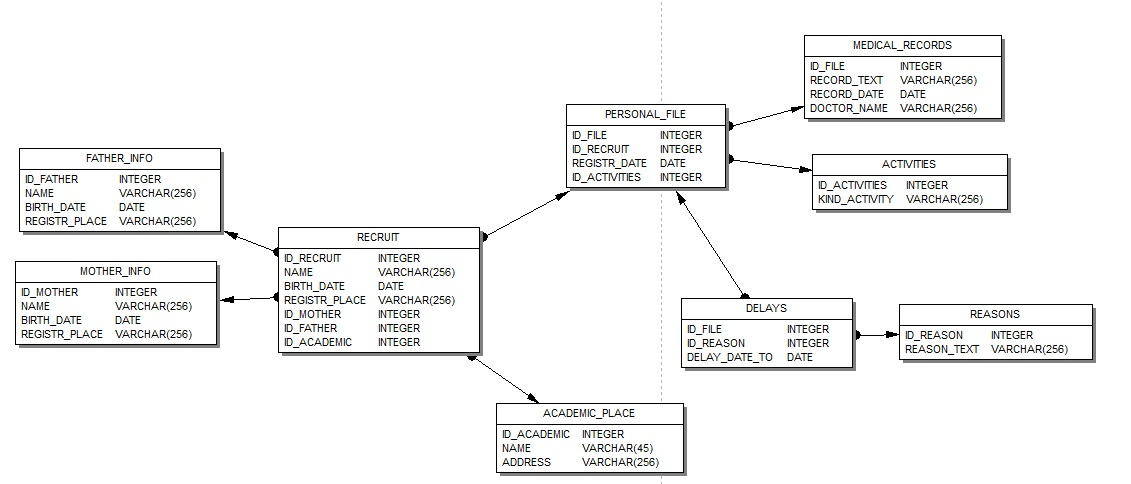 MEDICAL_RECORDS
ID_FILE INTEGER
RECORD_TEXT VARCHAR(256)
RECORD_DATE DATE
DOCTOR_NAME VARCHAR(256)
PERSONAL_FILE
ID_FILE INTEGER
ID_RECRUIT INTEGER
REGISTR_DATE DATE
ID_ACTIVITIES INTEGER
ACTIVITIES
ID_ACTIVITIES INTEGER
KIND_ACTIVITY VARCHAR(256)
FATHER_INFO
ID_FATHER INTEGER
NAME VARCHAR(256)
BIRTH_DATE DATE
REGISTR_PLACE VARCHAR(256)
RECRUIT
ID_RECRUIT INTEGER
NAME VARCHAR(256)
BIRTH_DATE DATE
REGISTR_PLACE VARCHAR(256)
ID_MOTHER INTEGER
ID_FATHER INTEGER
ID_ACADEMIC INTEGER
MOTHER_INFO
ID_MOTHER INTEGER
NAME VARCHAR(256)
BIRTH_DATE DATE
REGISTR_PLACE VARCHAR(256)
DELAYS
ID_FILE INTEGER
ID_REASON INTEGER
DELAY_DATE_TO DATE
REASONS
ID_REASON INTEGER
REASON_TEXT VARCHAR(256)
ACADEMIC_PLACE
ID_ACADEMIC INTEGER
NAME VARCHAR(45)
ADDRESS VARCHAR(256)